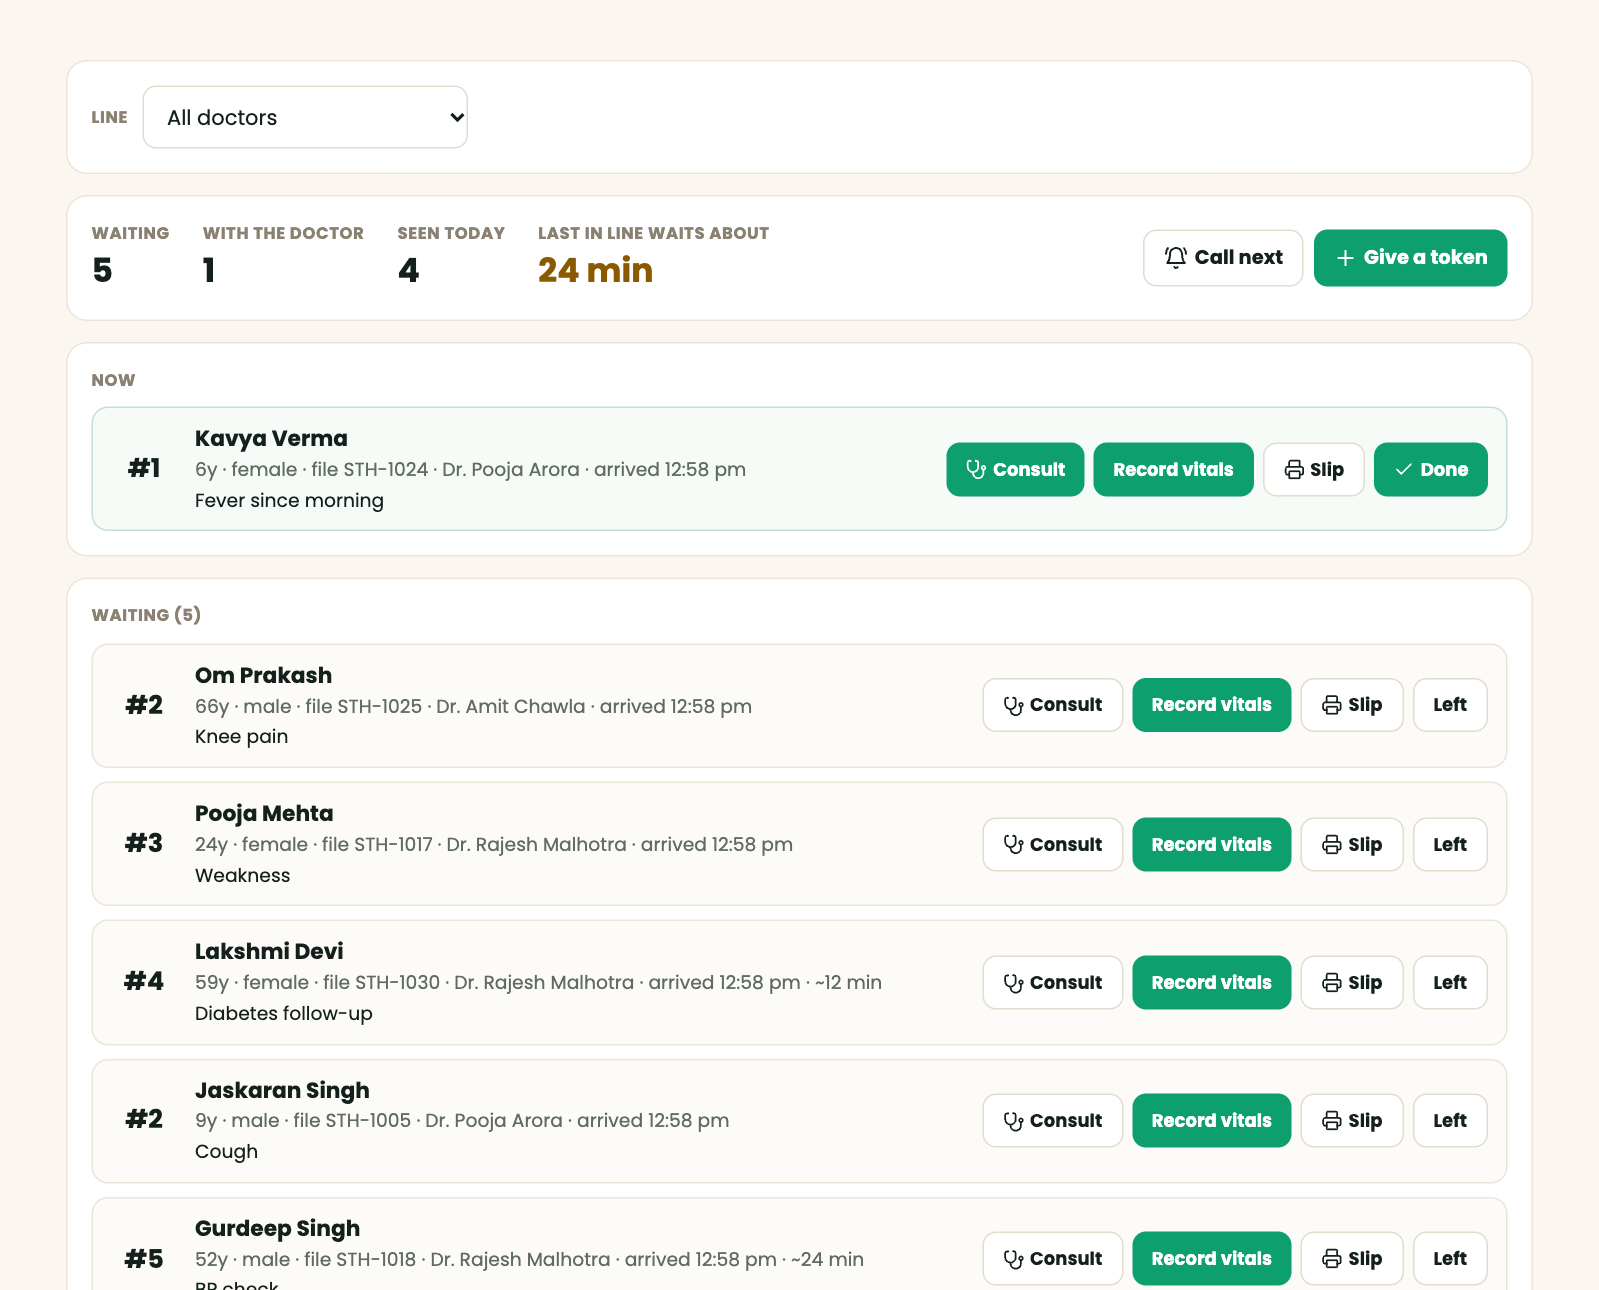 LINE All doctors
WAITING WITH THE DOCTOR SEEN TODAY LAST IN LINE WAITS ABOUT
5 1 4 24 min
Call next Give a token
NOW
Kavya Verma
#1 6y · female · file STH-1024 · Dr. Pooja Arora · arrived 12:58 pm
Fever since morning
Consult Record vitals Slip Done
WAITING (5)
Om Prakash
#2 66y · male · file STH-1025 · Dr. Amit Chawla · arrived 12:58 pm
Knee pain
Consult Record vitals Slip Left
Pooja Mehta
#3 24y · female · file STH-1017 · Dr. Rajesh Malhotra · arrived 12:58 pm
Weakness
Consult Record vitals Slip Left
Lakshmi Devi
#4 59y · female · file STH-1030 · Dr. Rajesh Malhotra · arrived 12:58 pm · ~12 min
Diabetes follow-up
Consult Record vitals Slip Left
Jaskaran Singh
#2 9y · male · file STH-1005 · Dr. Pooja Arora · arrived 12:58 pm
Cough
Consult Record vitals Slip Left
Gurdeep Singh
#5 52y · male · file STH-1018 · Dr. Rajesh Malhotra · arrived 12:58 pm · ~24 min
BP check
Consult Record vitals Slip Left